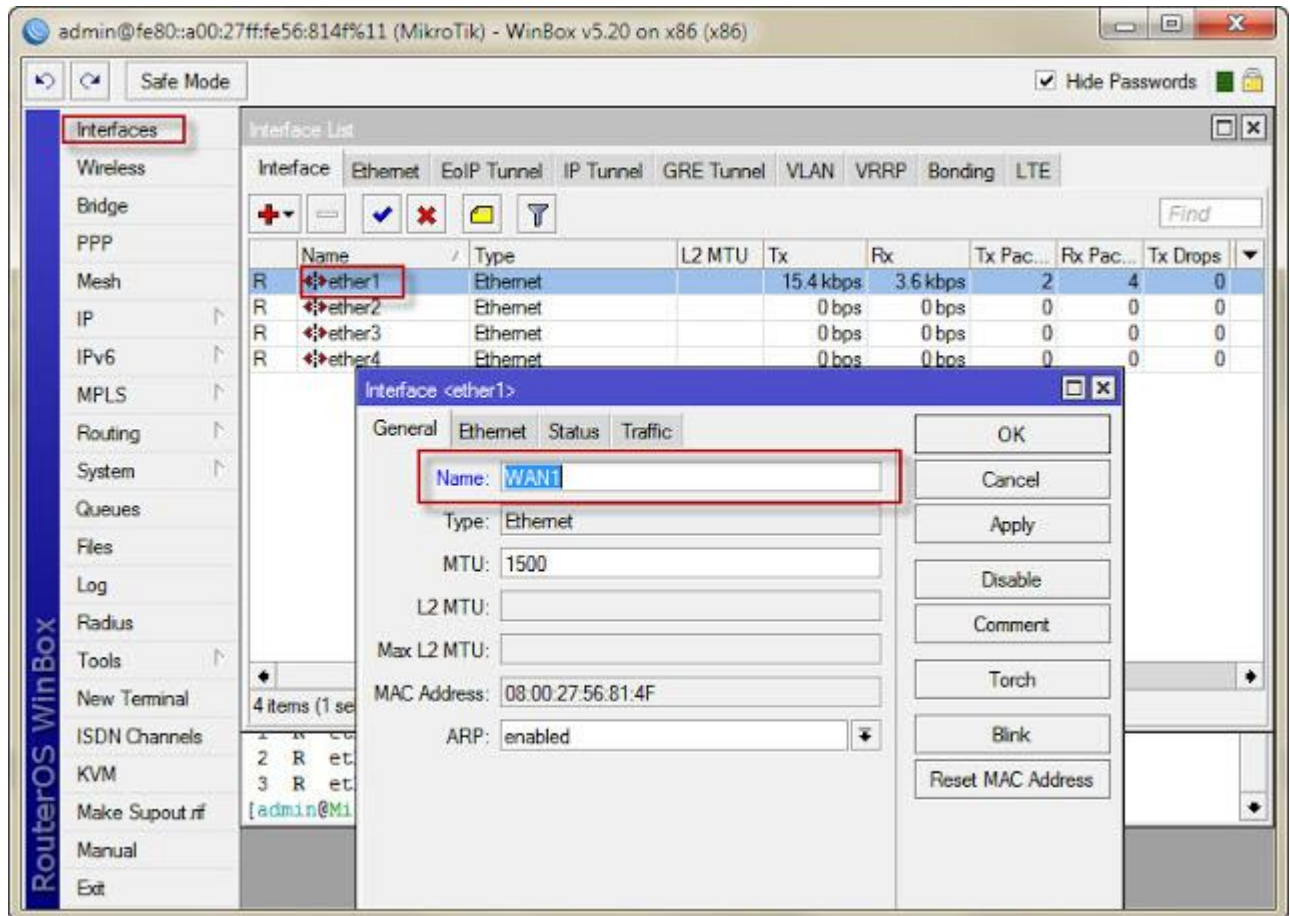 admin@fe80::a00:27ff:fe56:814f%11 (MikroTik) - WinBox v5.20 on x86 (x86)
Safe Mode
Hide Passwords
Interfaces
Wireless
Bridge
PPP
Mesh
IP
IPv6
MPLS
Routing
System
Queues
Files
Log
Radius
Tools
New Terminal
ISDN Channels
KVM
Make Supout.rif
Manual
Exit
RouterOS WinBox
Interface List
Interface Ethernet EoIP Tunnel IP Tunnel GRE Tunnel VLAN VRRP Bonding LTE
Find
Name Type L2 MTU Tx Rx Tx Pac... Rx Pac... Tx Drops
R ether1 Ethernet 15.4 kbps 3.6 kbps 2 4 0
R ether2 Ethernet 0 bps 0 bps 0 0 0
R ether3 Ethernet 0 bps 0 bps 0 0 0
R ether4 Ethernet 0 bps 0 bps 0 0 0
4 items (1 se
2 R et
3 R et
[admin@Mi
Interface <ether1>
General Ethernet Status Traffic
Name: WAN1
Type: Ethernet
MTU: 1500
L2 MTU:
Max L2 MTU:
MAC Address: 08:00:27:56:81:4F
ARP: enabled
OK
Cancel
Apply
Disable
Comment
Torch
Blink
Reset MAC Address